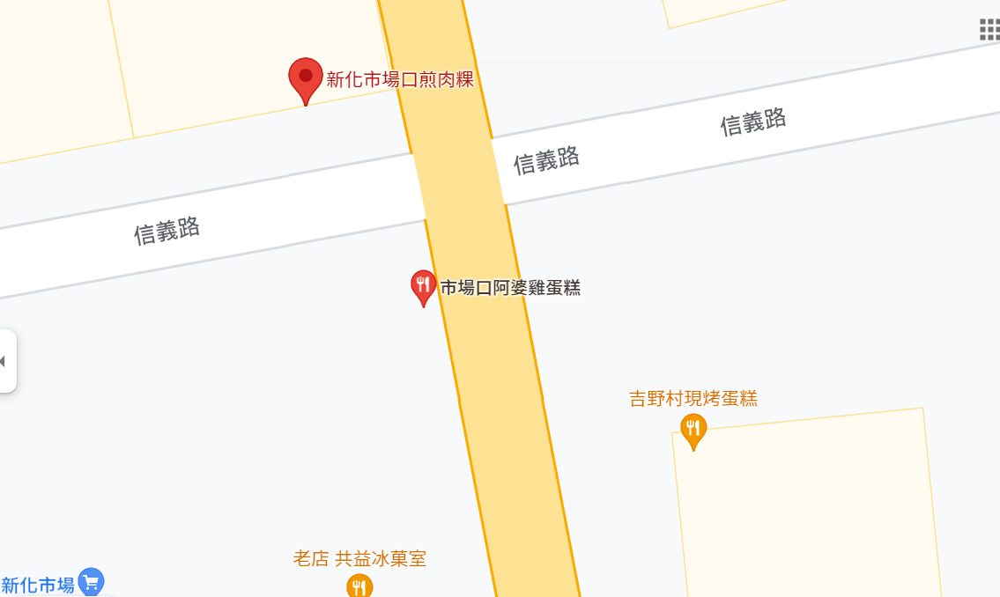 新化市場口煎肉粿
信義路
信義路
信義路
市場口阿婆雞蛋糕
吉野村現烤蛋糕
老店 共益冰菓室
新化市場